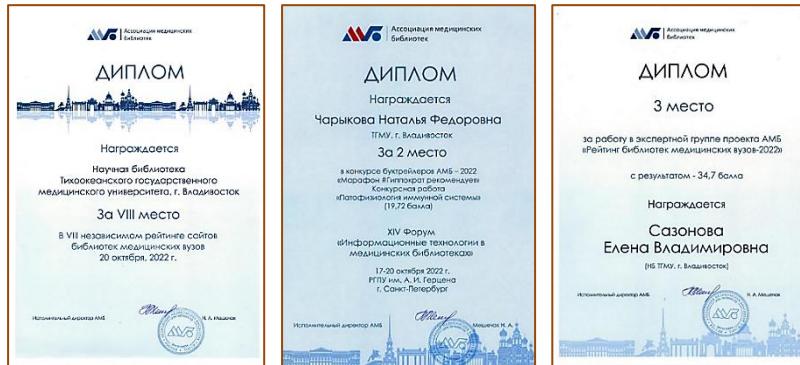 Ассоциация медицинских
библиотек
ДИПЛОМ
Награждается
Научная библиотека
Тихоокеанского государственного
медицинского университета, г. Владивосток
За VIII место
В VII независимом рейтинге сайтов
библиотек медицинских вузов
20 октября, 2022 г.
Исполнительный директор АМБ
Н. А. Мещечак
Ассоциация медицинских
библиотек
ДИПЛОМ
Награждается
Чарыкова Наталья Федоровна
ТГМУ, г. Владивосток
За 2 место
в конкурсе буктрейлеров АМБ – 2022
«Марафон #Гиппократ рекомендует»
Конкурсная работа
«Патофизиология иммунной системы»
(19,72 балла)
XIV Форум
«Информационные технологии в
медицинских библиотеках»
17-20 октября 2022 г.
РГПУ им. А. И. Герцена
г. Санкт-Петербург
Исполнительный директор АМБ
Мещечак Н. А.
Ассоциация медицинских
библиотек
ДИПЛОМ
3 место
за работу в экспертной группе проекта АМБ
«Рейтинг библиотек медицинских вузов-2022»
с результатом - 34,7 балла
Награждается
Сазонова
Елена Владимировна
(НБ ТГМУ, г. Владивосток)
Исполнительный директор АМБ
Н. А. Мещечак